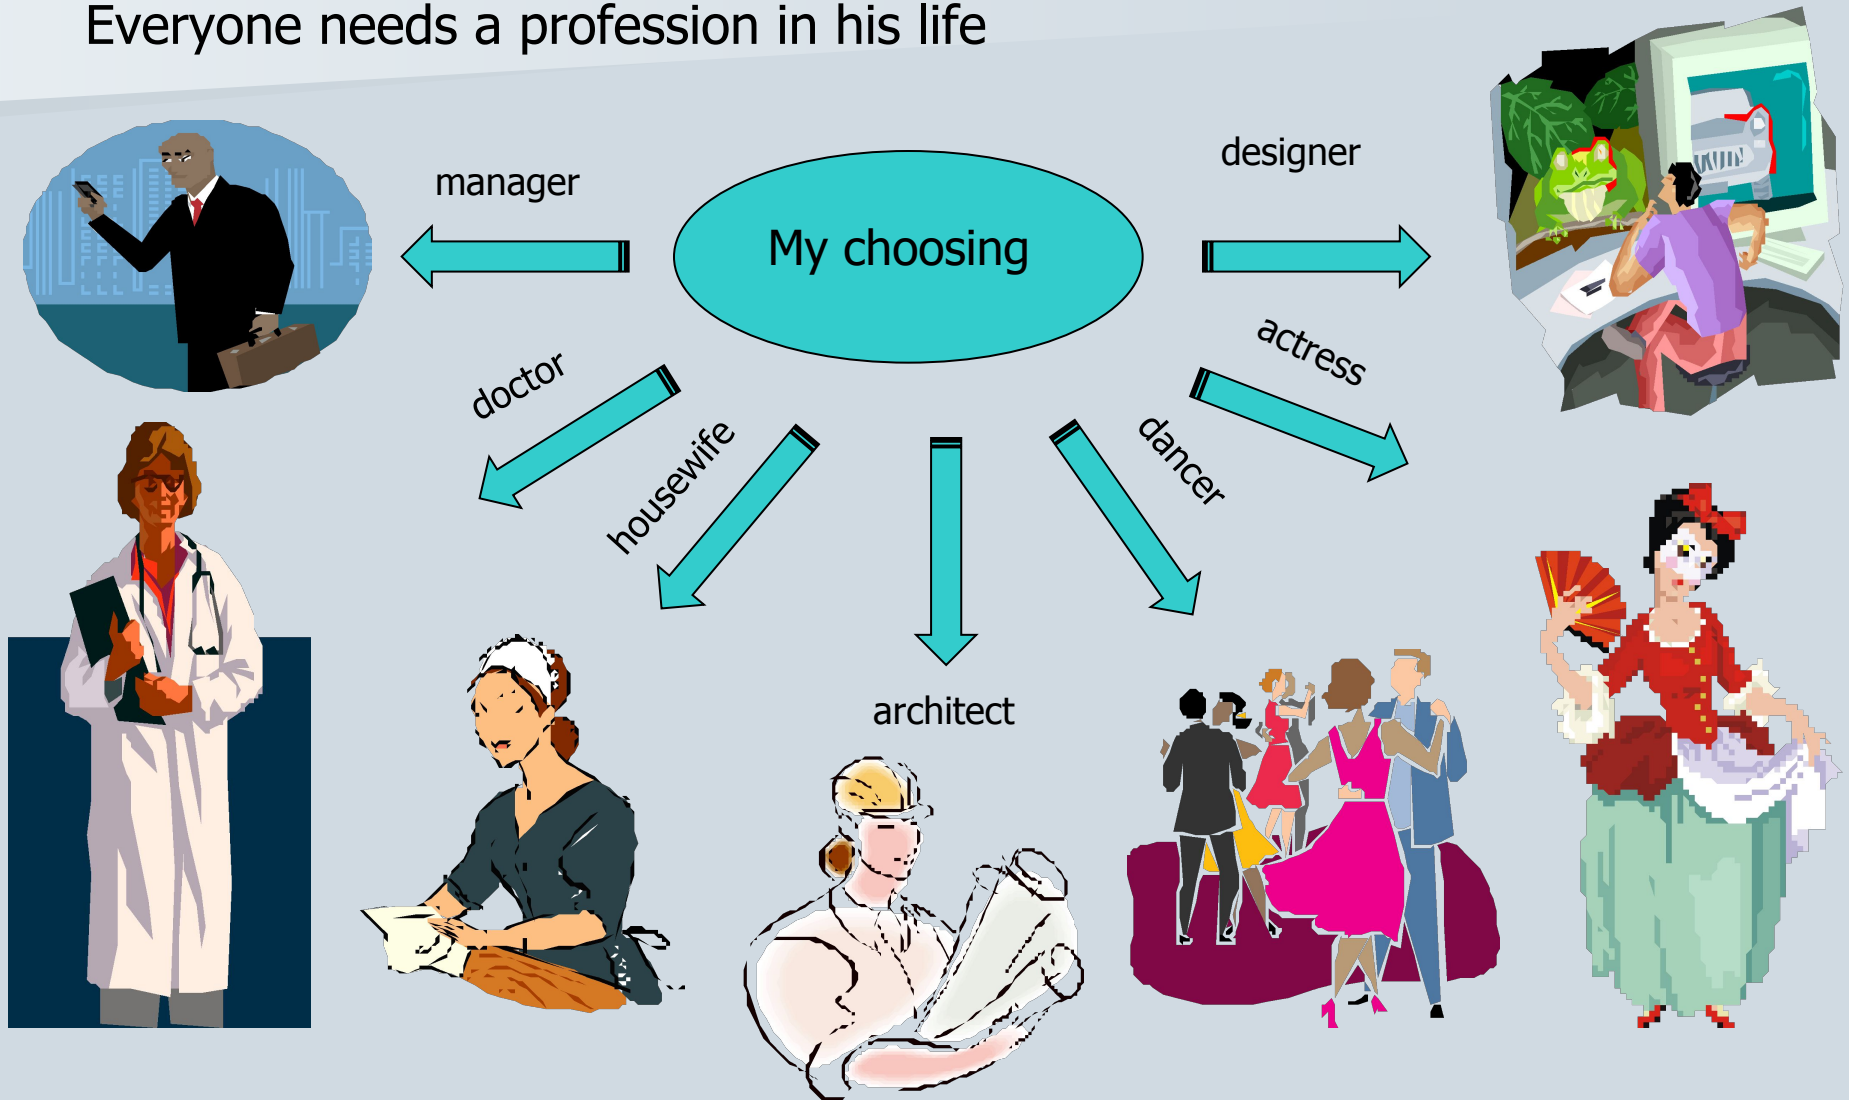 Everyone needs a profession in his life
designer
manager
My choosing
actress
doctor
dancer
housewife
architect